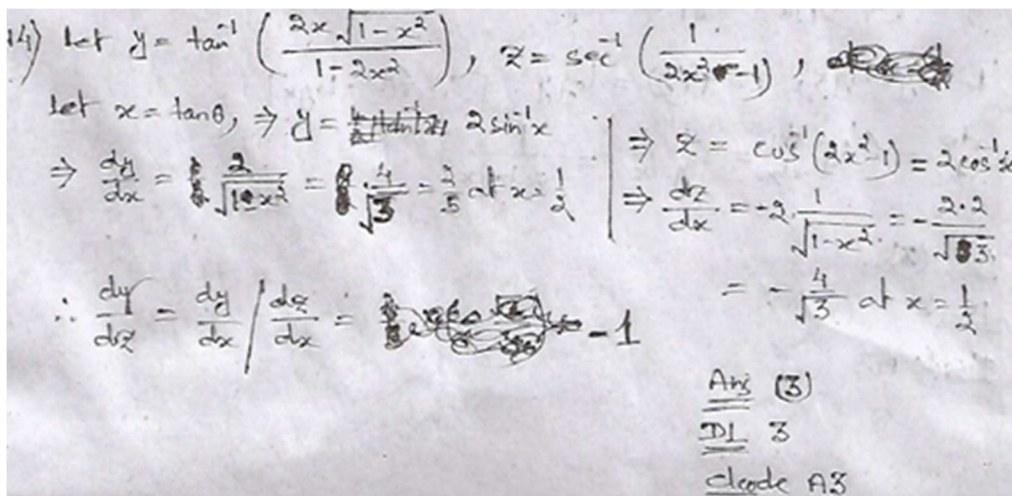 14) Let y = tan⁻¹ (2x√(1-x²) / (1-2x²)), z = sec⁻¹ (1 / (2x²-1)),
Let x = tanθ, ⇒ y = 2 sin⁻¹x
⇒ dy/dx = 2/√(1-x²) = 4/√3 = at x = 1/2
⇒ z = cos⁻¹(2x²-1) = 2cos⁻¹x
⇒ dz/dx = -2·1/√(1-x²) = -2·2/√3
= -4/√3 at x = 1/2
∴ dy/dz = dy/dx / dz/dx = -1
Ans (3)
DL 3
clcode A3